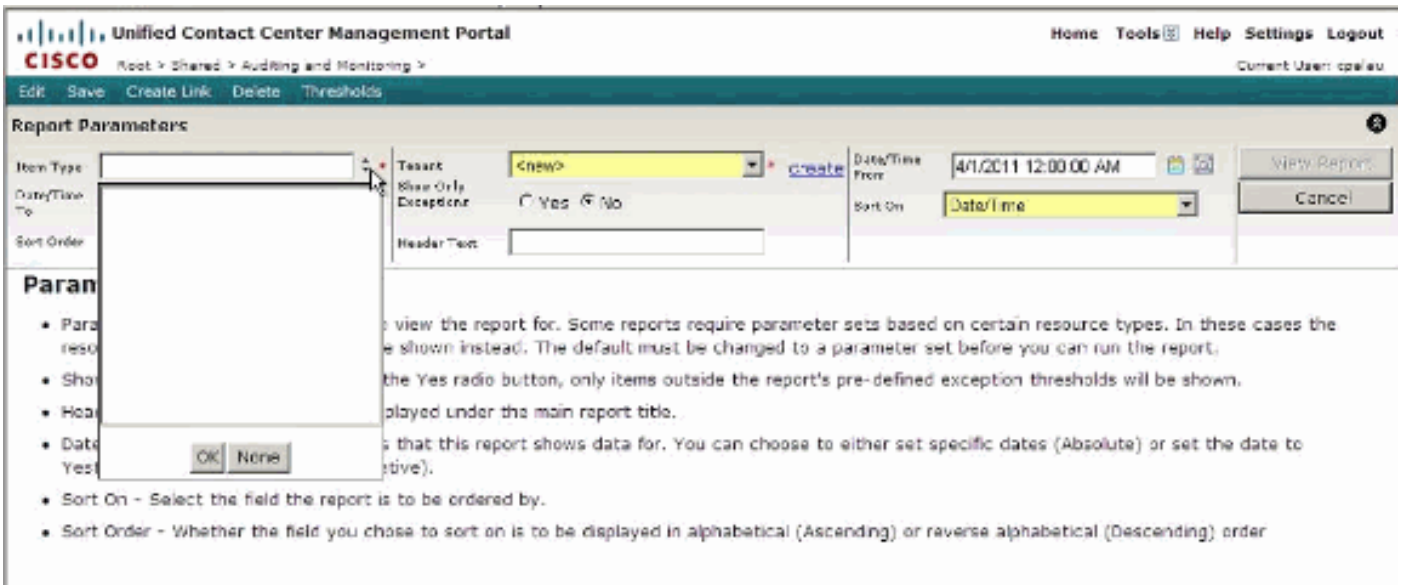 Unified Contact Center Management Portal
Home Tools Help Settings Logout
CISCO Root > Shared > Auditing and Monitoring >
Current User: cpalau
Edit Save Create Link Delete Thresholds
Report Parameters
Item Type * Tenant <new> * create Date/Time From 4/1/2011 12:00:00 AM View Report
Date/Time To Show Only Exceptions Yes No Sort On Date/Time Cancel
Sort Order Header Text
Param
• Para view the report for. Some reports require parameter sets based on certain resource types. In these cases the
reso e shown instead. The default must be changed to a parameter set before you can run the report.
• Sho the Yes radio button, only items outside the report's pre-defined exception thresholds will be shown.
• Hea played under the main report title.
• Date s that this report shows data for. You can choose to either set specific dates (Absolute) or set the date to
Yest tive).
OK None
• Sort On - Select the field the report is to be ordered by.
• Sort Order - Whether the field you chose to sort on is to be displayed in alphabetical (Ascending) or reverse alphabetical (Descending) order